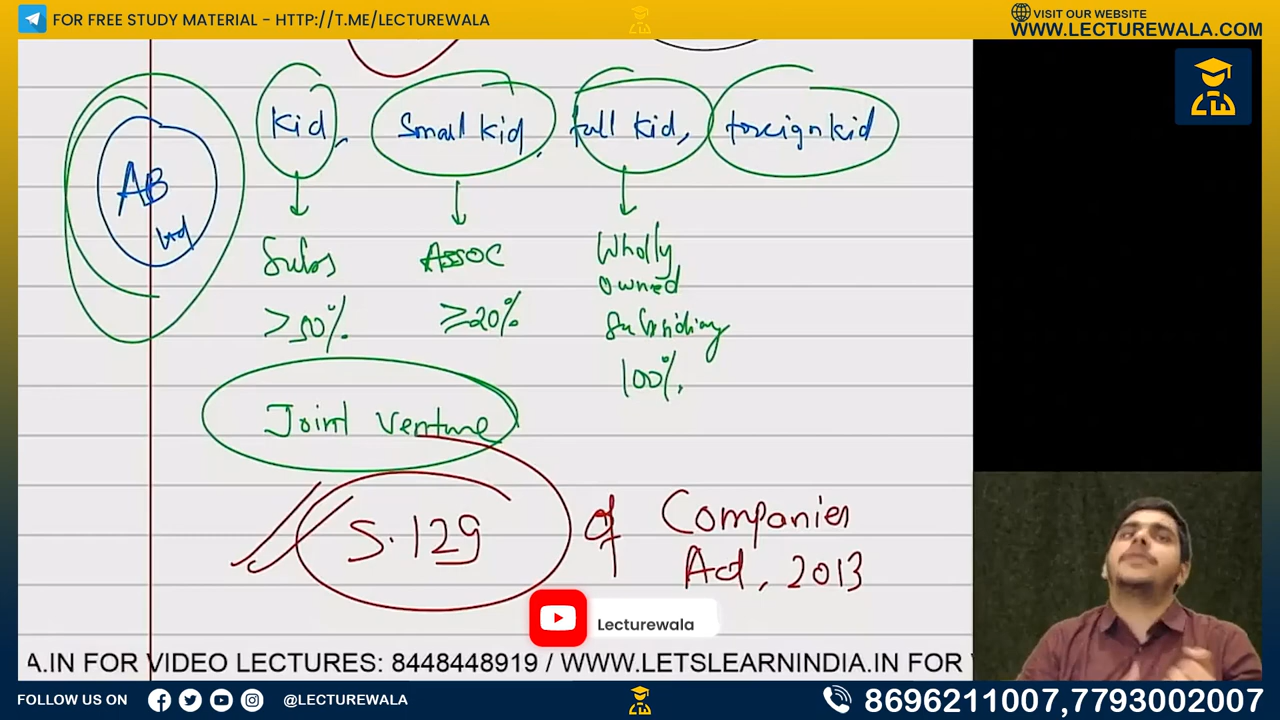 FOR FREE STUDY MATERIAL - HTTP://T.ME/LECTUREWALA
VISIT OUR WEBSITE
WWW.LECTUREWALA.COM
Kid, Small kid, full kid, foreign kid
AB
Ltd
Subs
>50%.
Assoc
≥20%
Wholly
owned
Subsidiary
100%.
Joint Venture
S.129 of Companies
Act, 2013
Lecturewala
A.IN FOR VIDEO LECTURES: 8448448919 / WWW.LETSLEARNINDIA.IN FOR
FOLLOW US ON
@LECTUREWALA
8696211007,7793002007